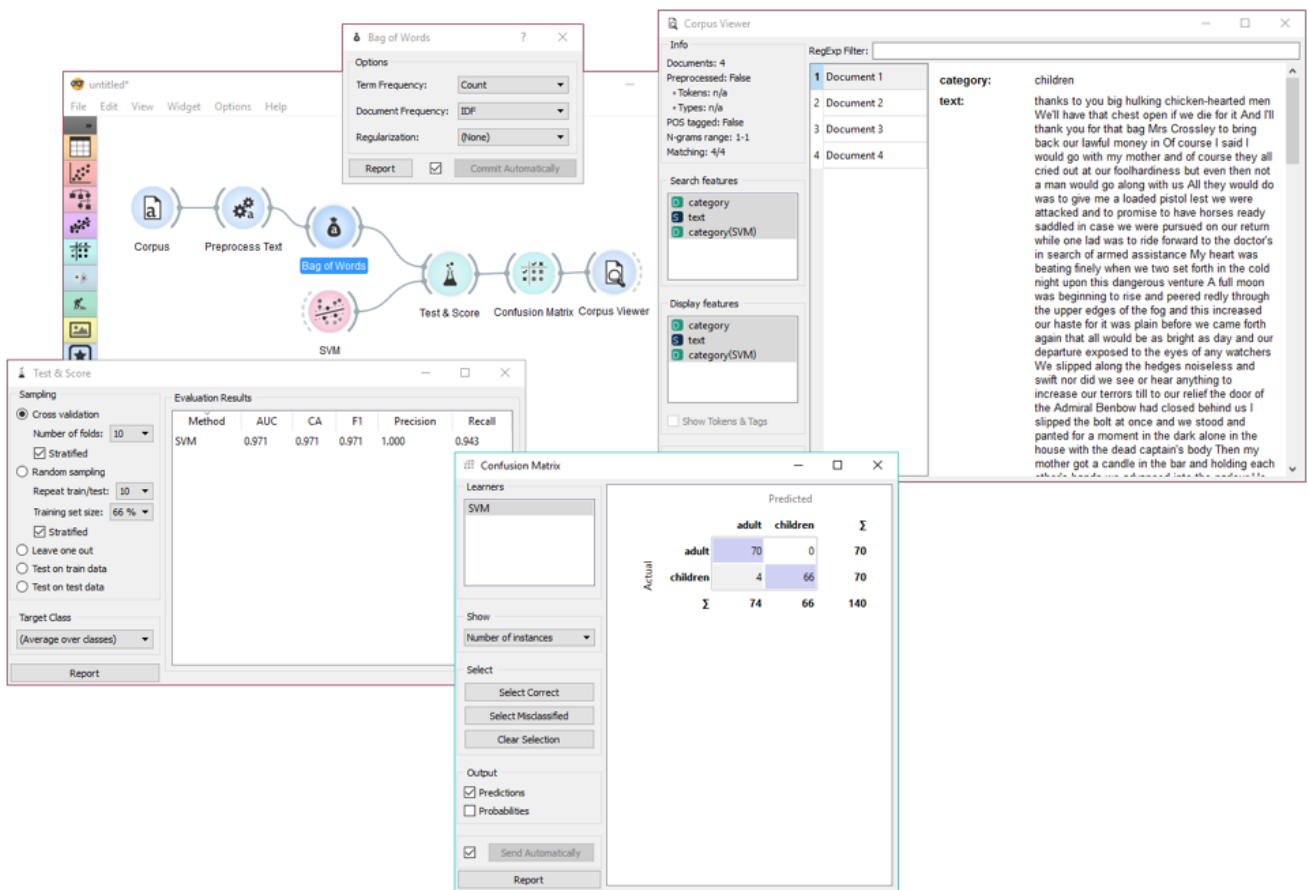 Bag of Words
?
Options
Term Frequency: Count
Document Frequency: IDF
Regularization: (None)
Report
Commit Automatically
untitled*
File Edit View Widget Options Help
Corpus
Preprocess Text
Bag of Words
SVM
Test & Score
Confusion Matrix
Corpus Viewer
Corpus Viewer
Info
Documents: 4
Preprocessed: False
• Tokens: n/a
• Types: n/a
POS tagged: False
N-grams range: 1-1
Matching: 4/4
Search features
category
text
category(SVM)
Display features
category
text
category(SVM)
Show Tokens & Tags
RegExp Filter:
1 Document 1
2 Document 2
3 Document 3
4 Document 4
category: children
text: thanks to you big hulking chicken-hearted men
We'll have that chest open if we die for it And I'll
thank you for that bag Mrs Crossley to bring
back our lawful money in Of course I said I
would go with my mother and of course they all
cried out at our foolhardiness but even then not
a man would go along with us All they would do
was to give me a loaded pistol lest we were
attacked and to promise to have horses ready
saddled in case we were pursued on our return
while one lad was to ride forward to the doctor's
in search of armed assistance My heart was
beating finely when we two set forth in the cold
night upon this dangerous venture A full moon
was beginning to rise and peered redly through
the upper edges of the fog and this increased
our haste for it was plain before we came forth
again that all would be as bright as day and our
departure exposed to the eyes of any watchers
We slipped along the hedges noiseless and
swift nor did we see or hear anything to
increase our terrors till to our relief the door of
the Admiral Benbow had closed behind us I
slipped the bolt at once and we stood and
panted for a moment in the dark alone in the
house with the dead captain's body Then my
mother got a candle in the bar and holding each
Test & Score
Sampling
Cross validation
Number of folds: 10
Stratified
Random sampling
Repeat train/test: 10
Training set size: 66 %
Stratified
Leave one out
Test on train data
Test on test data
Target Class
(Average over classes)
Report
Evaluation Results
Method AUC CA F1 Precision Recall
SVM 0.971 0.971 0.971 1.000 0.943
Confusion Matrix
Learners
SVM
Show
Number of instances
Select
Select Correct
Select Misclassified
Clear Selection
Output
Predictions
Probabilities
Send Automatically
Report
Predicted
adult children Σ
Actual
adult 70 0 70
children 4 66 70
Σ 74 66 140